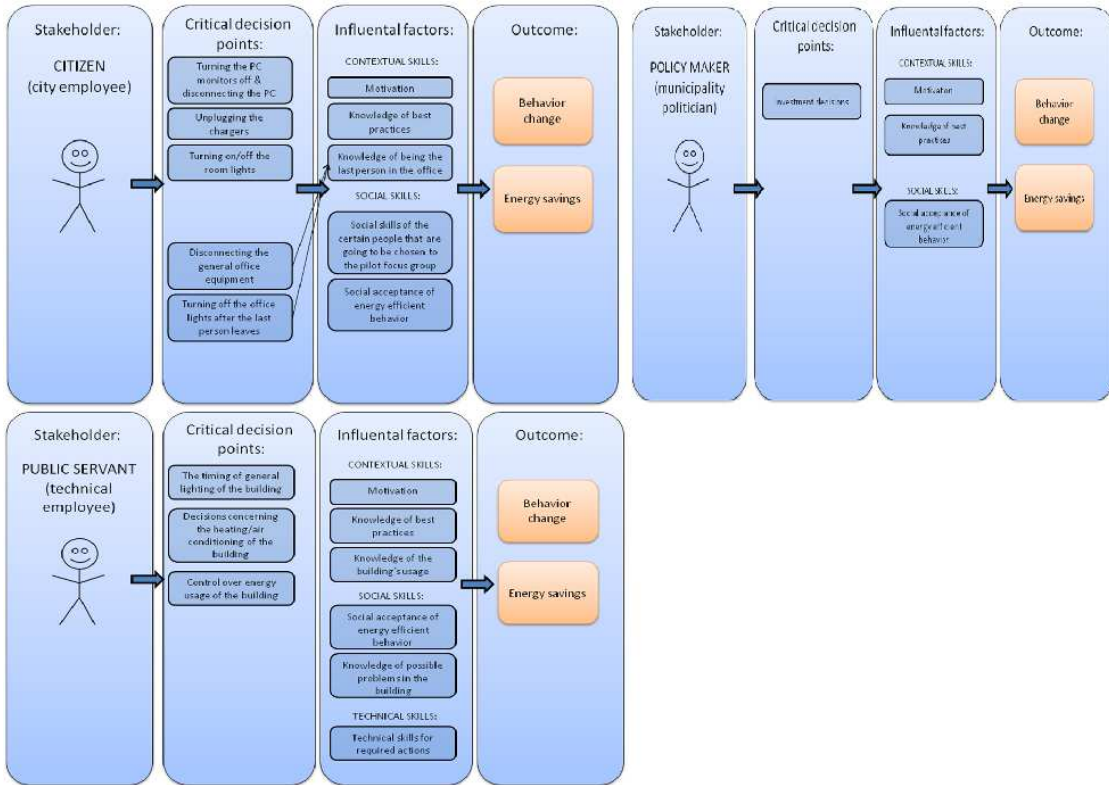 Stakeholder:
CITIZEN
(city employee)
Critical decision
points:
Turning the PC
monitors off &
disconnecting the PC
Unplugging the
chargers
Turning on/off the
room lights
Disconnecting the
general office
equipment
Turning off the office
lights after the last
person leaves
Influental factors:
CONTEXTUAL SKILLS:
Motivation
Knowledge of best
practices
Knowledge of being the
last person in the office
SOCIAL SKILLS:
Social skills of the
certain people that are
going to be chosen to
the pilot focus group
Social acceptance of
energy efficient
behavior
Outcome:
Behavior
change
Energy savings
Stakeholder:
POLICY MAKER
(municipality
politician)
Critical decision
points:
Investment decisions
Influental factors:
CONTEXTUAL SKILLS:
Motivation
Knowledge of best
practises
SOCIAL SKILLS:
Social acceptance of
energy efficient
behavior
Outcome:
Behavior
change
Energy savings
Stakeholder:
PUBLIC SERVANT
(technical
employee)
Critical decision
points:
The timing of general
lighting of the building
Decisions concerning
the heating/air
conditioning of the
building
Control over energy
usage of the building
Influental factors:
CONTEXTUAL SKILLS:
Motivation
Knowledge of best
practices
Knowledge of the
building's usage
SOCIAL SKILLS:
Social acceptance of
energy efficient
behavior
Knowledge of possible
problems in the
building
TECHNICAL SKILLS:
Technical skills for
required actions
Outcome:
Behavior
change
Energy savings